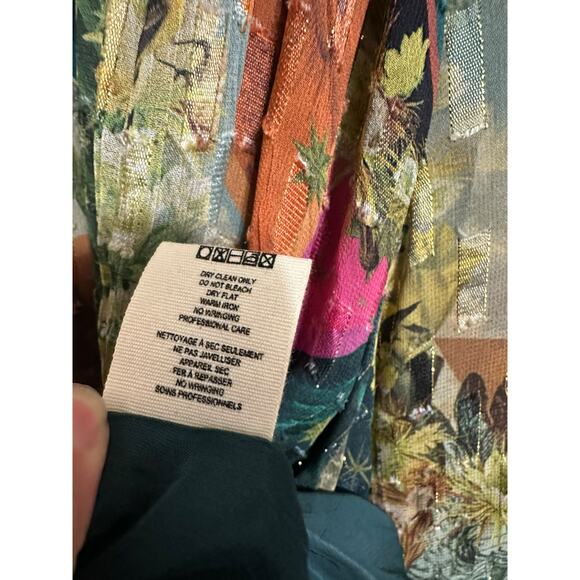 DRY CLEAN ONLY
DO NOT BLEACH
DRY FLAT
WARM IRON
NO WRINGING
PROFESSIONAL CARE
NETTOYAGE À SEC SEULEMENT
NE PAS JAVELLISER
APPAREIL SEC
FER À REPASSER
NO WRINGING
SOINS PROFESSIONNELS